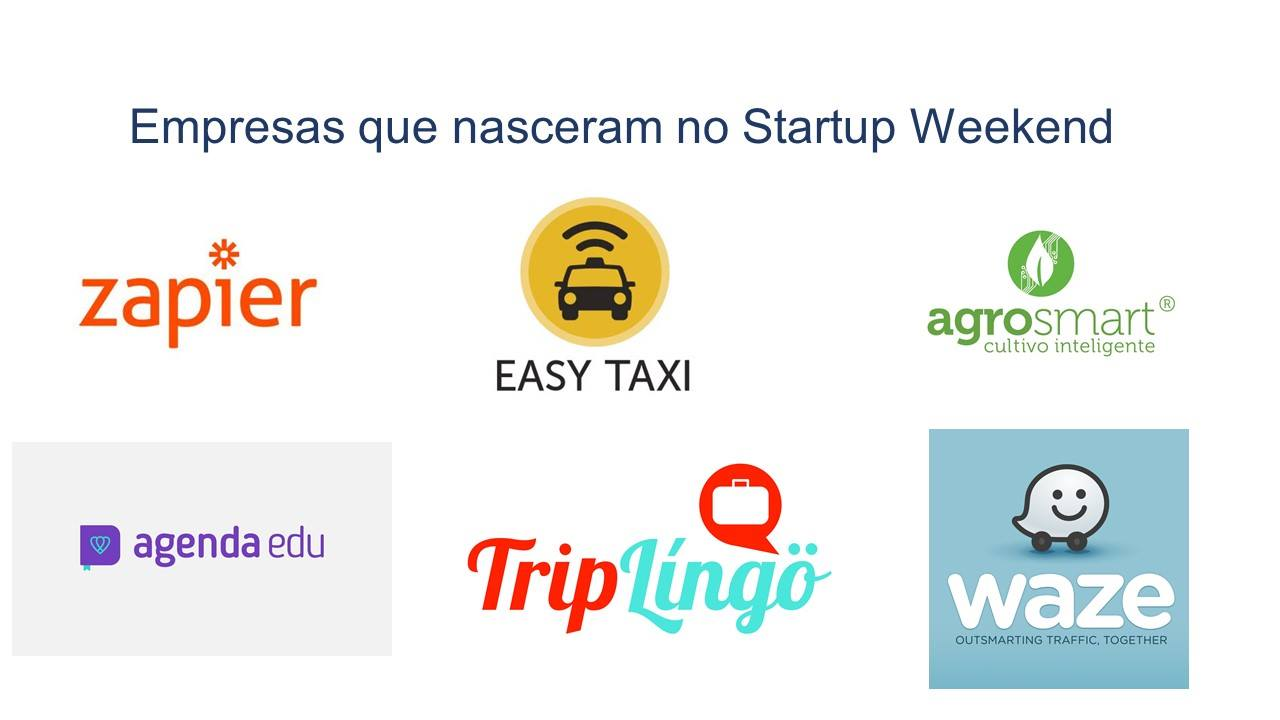 Empresas que nasceram no Startup Weekend
zapier
EASY TAXI
agrosmart®
cultivo inteligente
agenda edu
TripLíngö
waze
OUTSMARTING TRAFFIC, TOGETHER